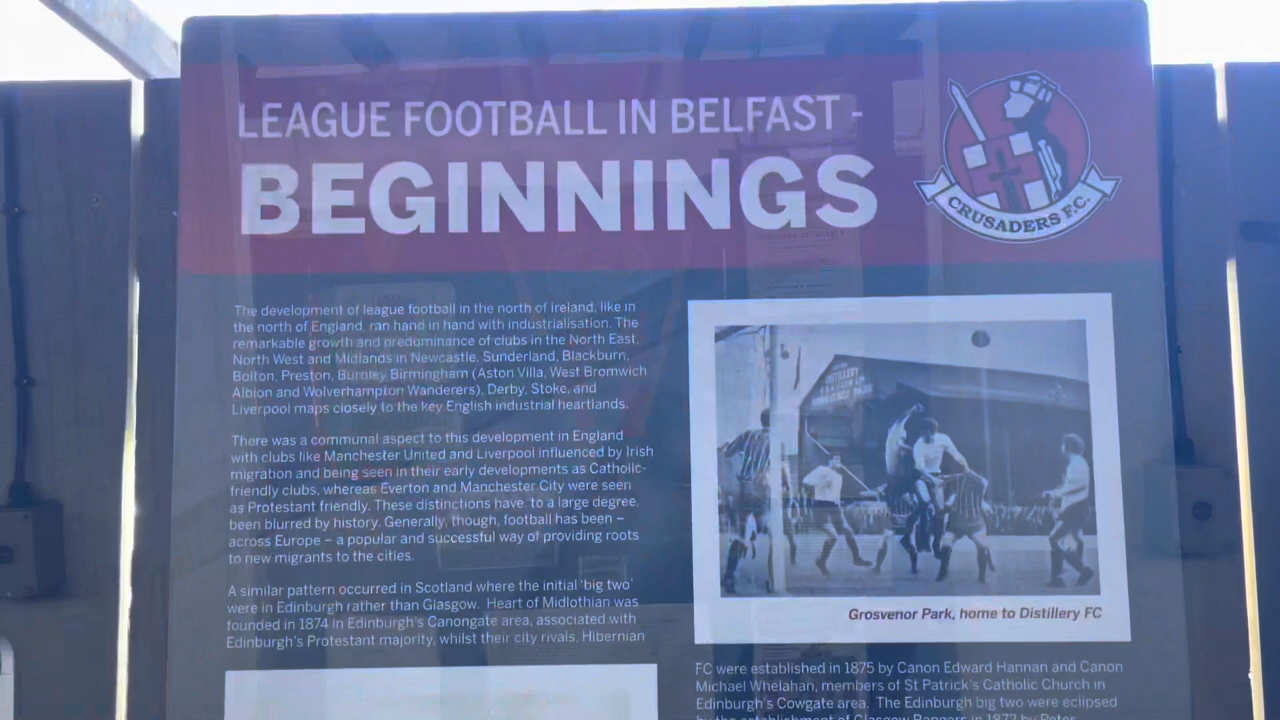 LEAGUE FOOTBALL IN BELFAST -
BEGINNINGS
CRUSADERS F.C.
The development of league football in the north of Ireland, like in
the north of England, ran hand in hand with industrialisation. The
remarkable growth and predominance of clubs in the North East,
North West and Midlands in Newcastle, Sunderland, Blackburn,
Bolton, Preston, Burnley Birmingham (Aston Villa, West Bromwich
Albion and Wolverhampton Wanderers), Derby, Stoke, and
Liverpool maps closely to the key English industrial heartlands.
There was a communal aspect to this development in England
with clubs like Manchester United and Liverpool influenced by Irish
migration and being seen in their early developments as Catholic-
friendly clubs, whereas Everton and Manchester City were seen
as Protestant friendly. These distinctions have, to a large degree,
been blurred by history. Generally, though, football has been –
across Europe – a popular and successful way of providing roots
to new migrants to the cities.
A similar pattern occurred in Scotland where the initial 'big two'
were in Edinburgh rather than Glasgow. Heart of Midlothian was
founded in 1874 in Edinburgh's Canongate area, associated with
Edinburgh's Protestant majority, whilst their city rivals, Hibernian
Grosvenor Park, home to Distillery FC
FC were established in 1875 by Canon Edward Hannan and Canon
Michael Whelahan, members of St Patrick's Catholic Church in
Edinburgh's Cowgate area. The Edinburgh big two were eclipsed
by the establishment of Glasgow Rangers in 1872 by Peter